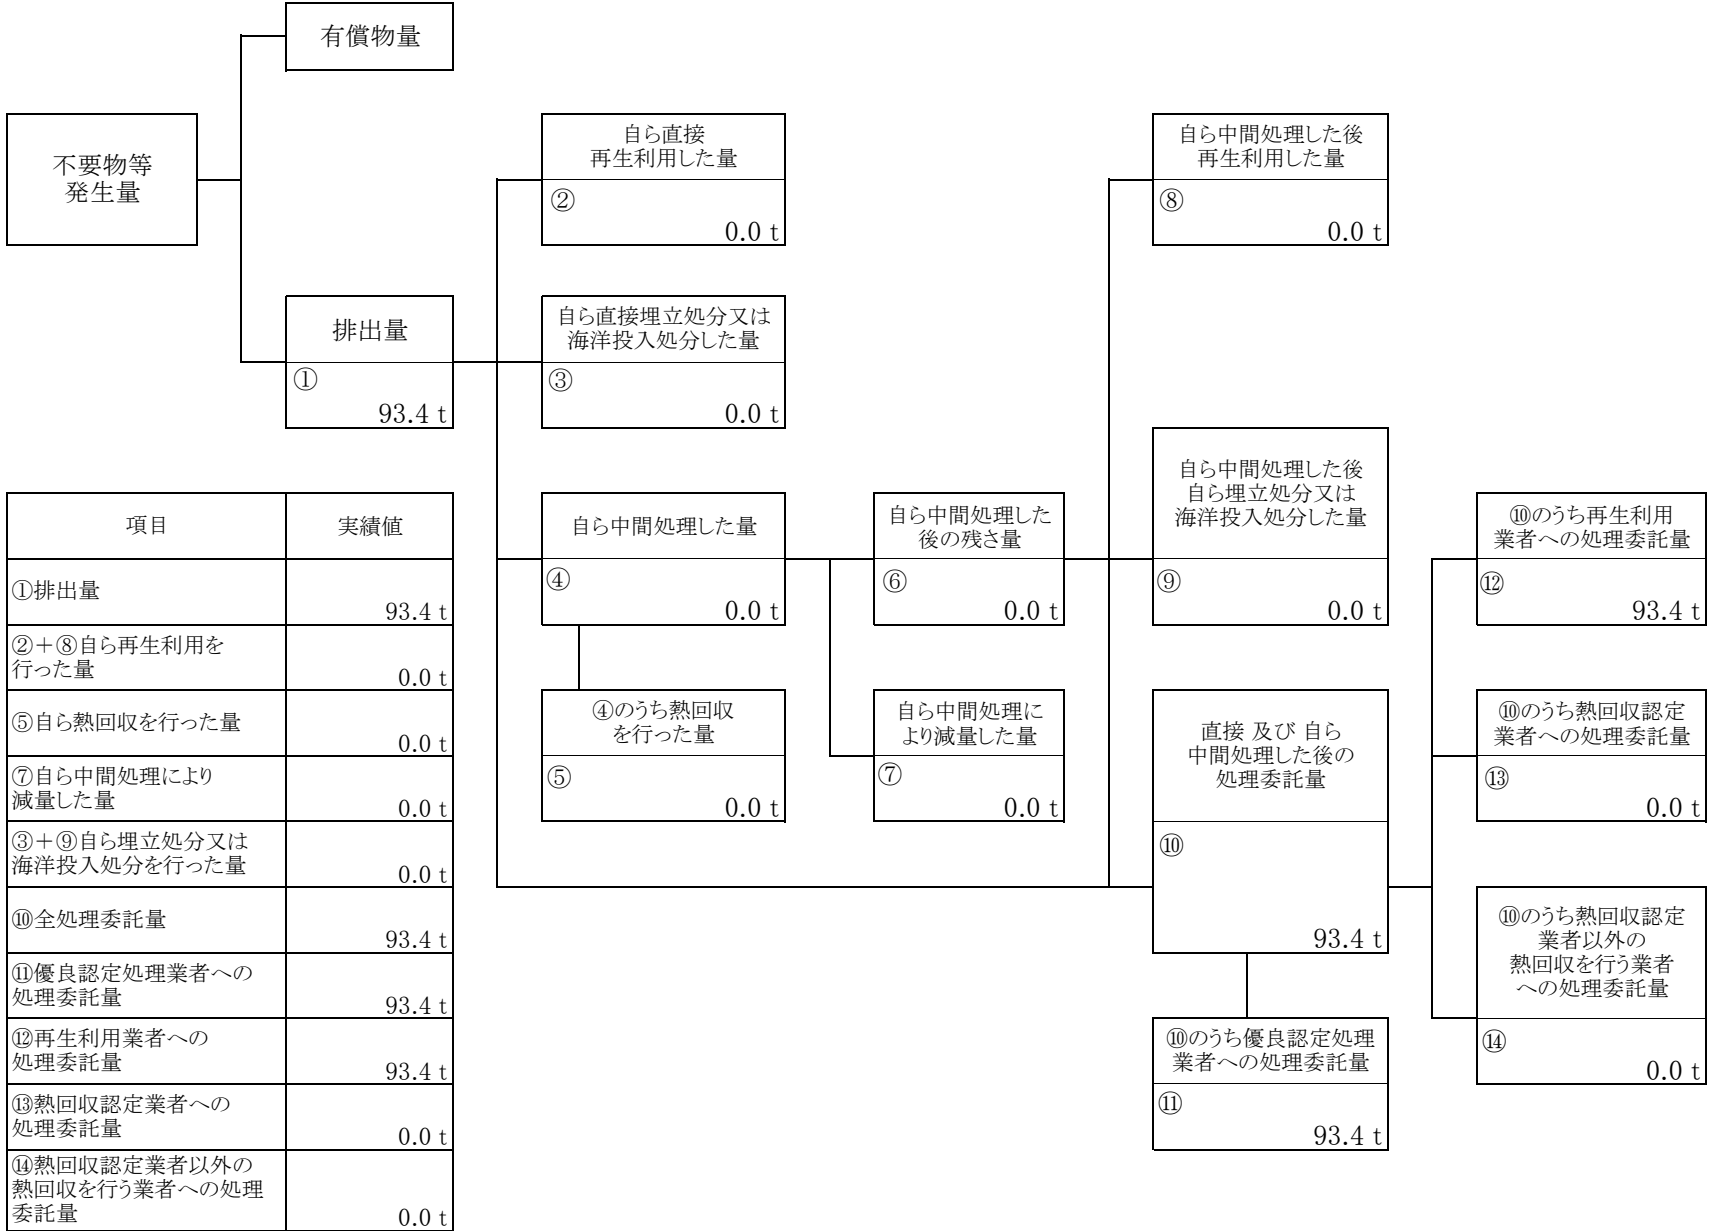 有償物量
不要物等
発生量
自ら直接
再生利用した量
②
0.0 t
自ら中間処理した後
再生利用した量
⑧
0.0 t
排出量
①
93.4 t
自ら直接埋立処分又は
海洋投入処分した量
③
0.0 t
自ら中間処理した量
④
0.0 t
自ら中間処理した
後の残さ量
⑥
0.0 t
自ら中間処理した後
自ら埋立処分又は
海洋投入処分した量
⑨
0.0 t
⑩のうち再生利用
業者への処理委託量
⑫
93.4 t
④のうち熱回収
を行った量
⑤
0.0 t
自ら中間処理に
より減量した量
⑦
0.0 t
直接 及び 自ら
中間処理した後の
処理委託量
⑩
93.4 t
⑩のうち熱回収認定
業者への処理委託量
⑬
0.0 t
⑩のうち熱回収認定
業者以外の
熱回収を行う業者
への処理委託量
⑭
0.0 t
⑩のうち優良認定処理
業者への処理委託量
⑪
93.4 t
項目 実績値
①排出量
93.4 t
②＋⑧自ら再生利用を
行った量
0.0 t
⑤自ら熱回収を行った量
0.0 t
⑦自ら中間処理により
減量した量
0.0 t
③＋⑨自ら埋立処分又は
海洋投入処分を行った量
0.0 t
⑩全処理委託量
93.4 t
⑪優良認定処理業者への
処理委託量
93.4 t
⑫再生利用業者への
処理委託量
93.4 t
⑬熱回収認定業者への
処理委託量
0.0 t
⑭熱回収認定業者以外の
熱回収を行う業者への処理
委託量
0.0 t